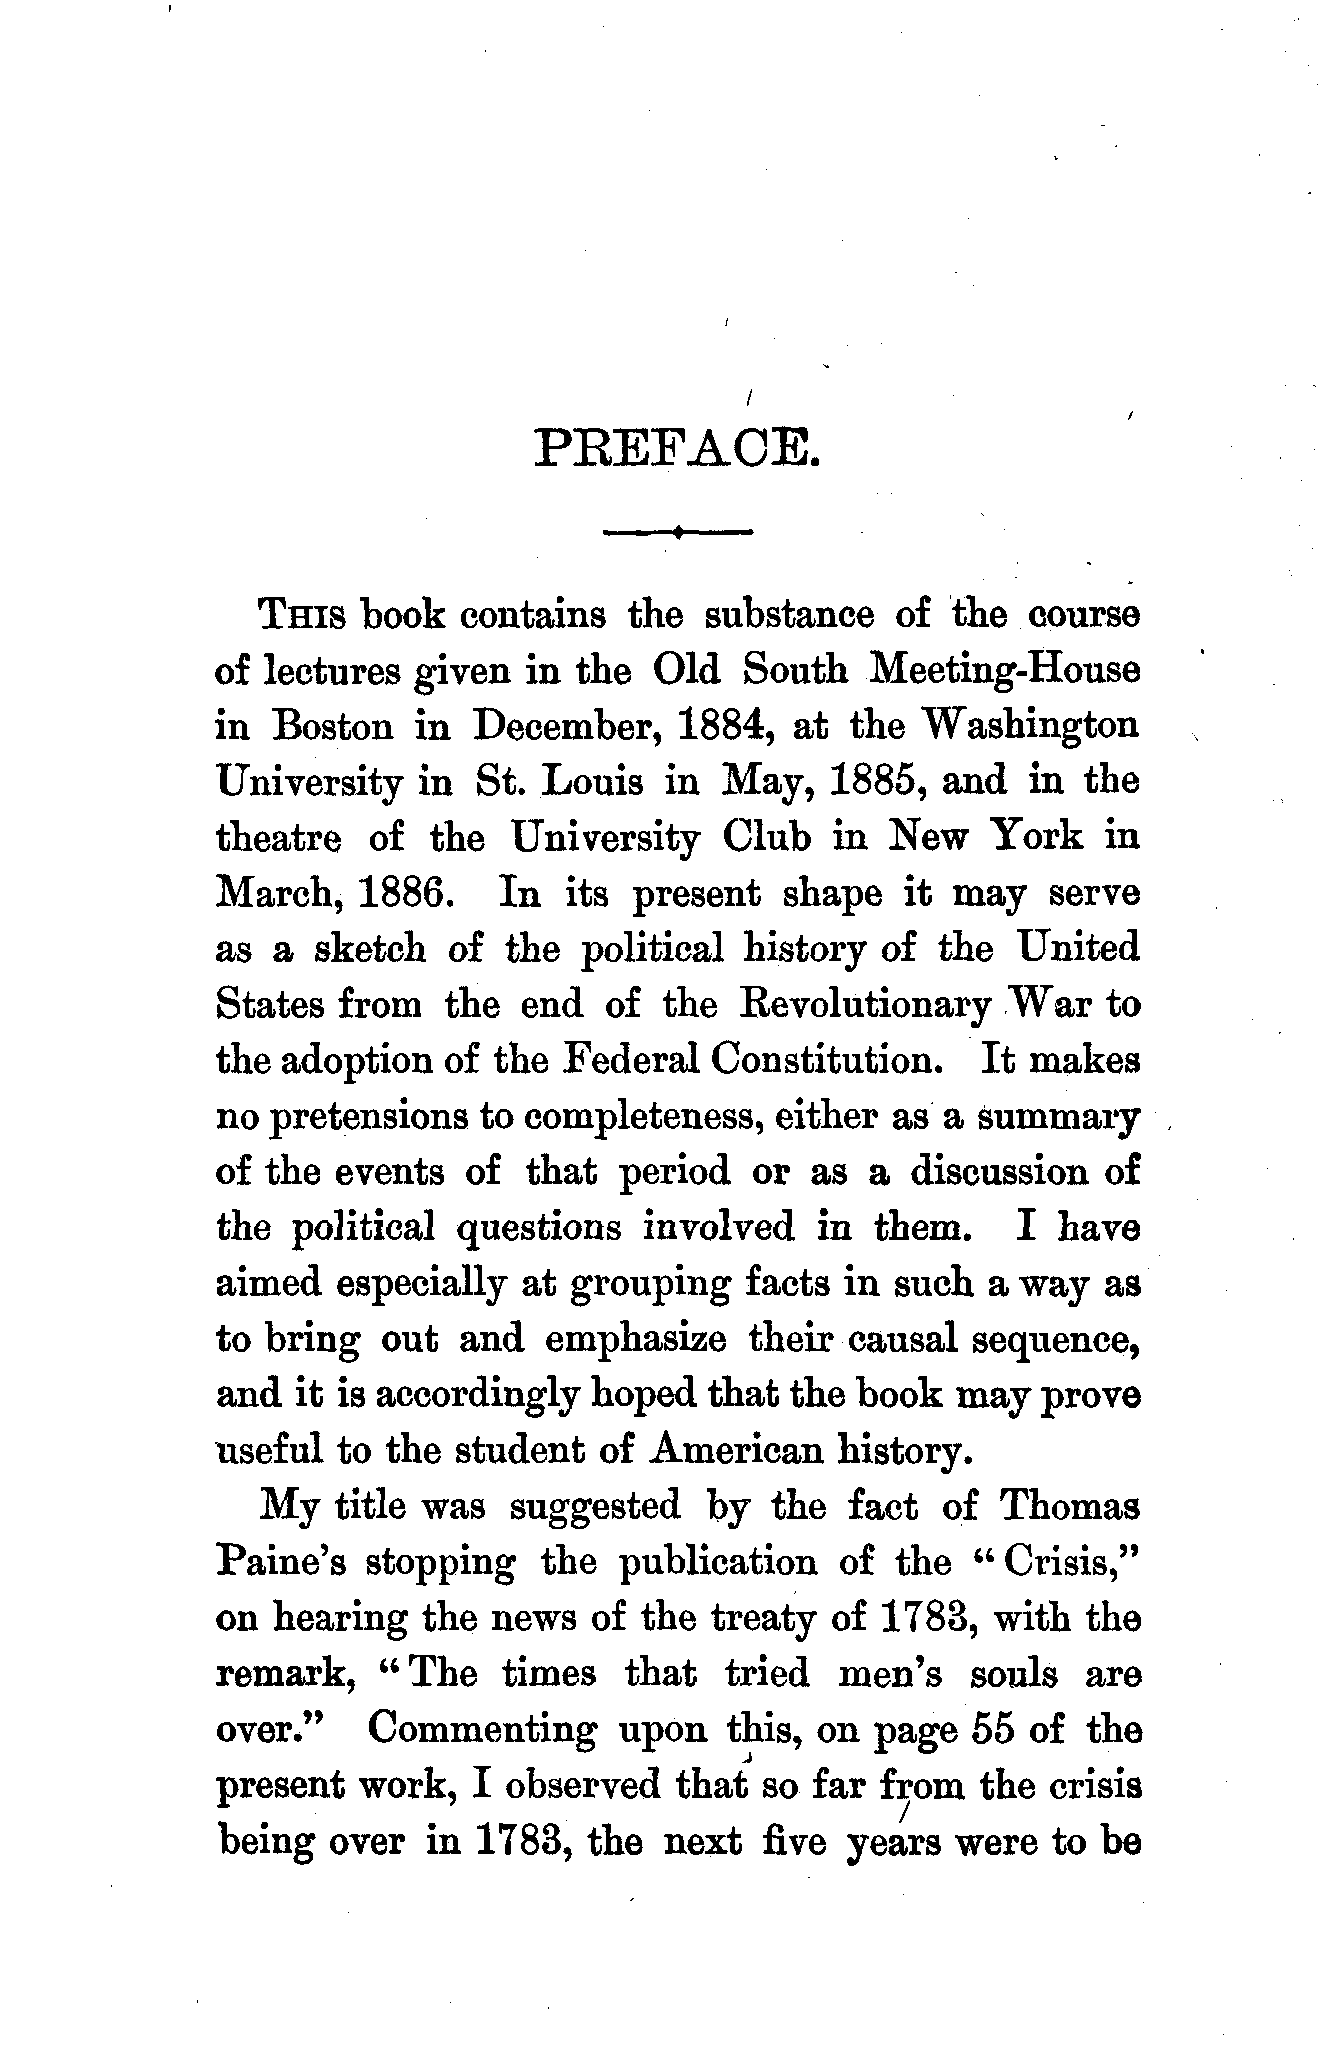 PREFACE.
THIS book contains the substance of the course
of lectures given in the Old South Meeting-House
in Boston in December, 1884, at the Washington
University in St. Louis in May, 1885, and in the
theatre of the University Club in New York in
March, 1886. In its present shape it may serve
as a sketch of the political history of the United
States from the end of the Revolutionary War to
the adoption of the Federal Constitution. It makes
no pretensions to completeness, either as a summary
of the events of that period or as a discussion of
the political questions involved in them. I have
aimed especially at grouping facts in such a way as
to bring out and emphasize their causal sequence,
and it is accordingly hoped that the book may prove
useful to the student of American history.
My title was suggested by the fact of Thomas
Paine's stopping the publication of the “Crisis,”
on hearing the news of the treaty of 1783, with the
remark, “The times that tried men's souls are
over.” Commenting upon this, on page 55 of the
present work, I observed that so far from the crisis
being over in 1783, the next five years were to be